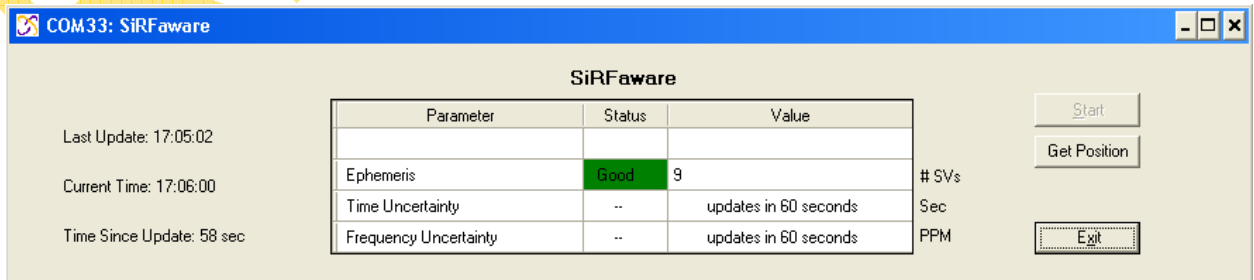 COM33: SiRFaware
SiRFaware
Last Update: 17:05:02
Current Time: 17:06:00
Time Since Update: 58 sec
Parameter Status Value
Ephemeris Good 9 # SVs
Time Uncertainty -- updates in 60 seconds Sec
Frequency Uncertainty -- updates in 60 seconds PPM
Start
Get Position
Exit